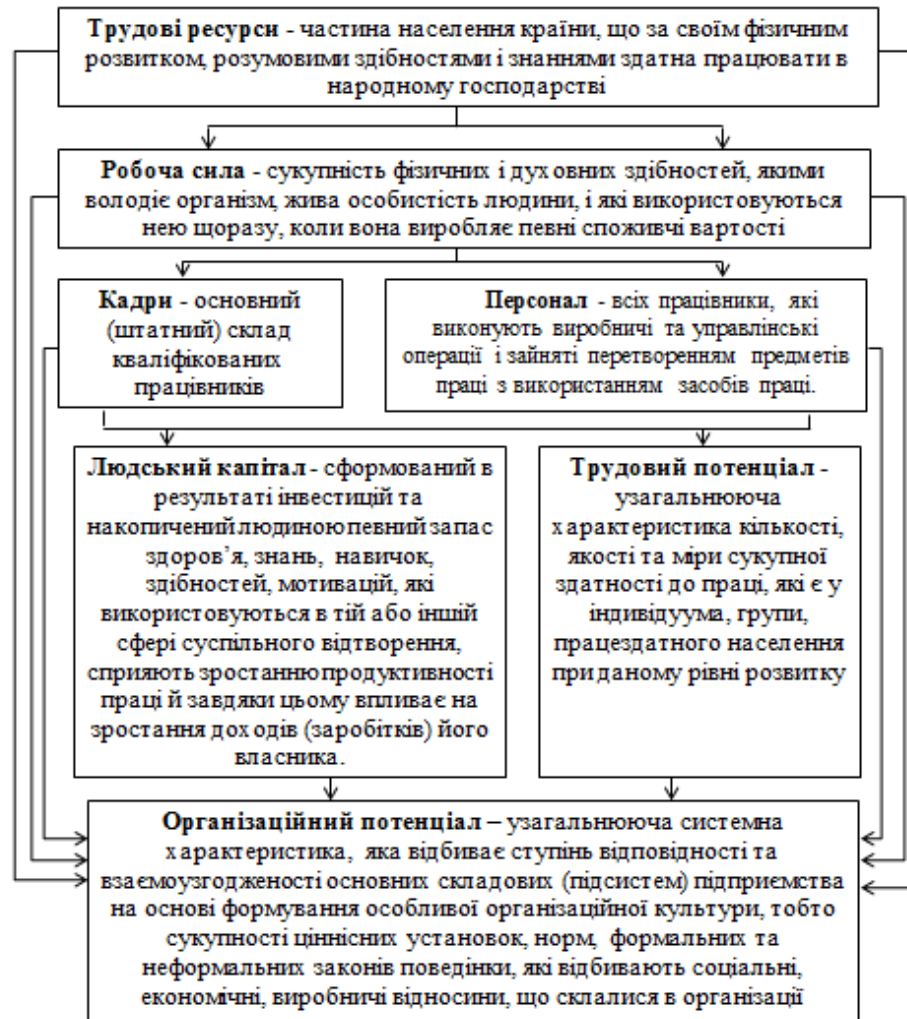 Трудові ресурси - частина населення країни, що за своїм фізичним
розвитком, розумовими здібностями і знаннями здатна працювати в
народному господарстві
Робоча сила - сукупність фізичних і духовних здібностей, якими
володіє організм, жива особистість людини, і які використовуються
нею щоразу, коли вона виробляє певні споживчі вартості
Кадри - основний
(штатний) склад
кваліфікованих
працівників
Персонал - всіх працівники, які
виконують виробничі та управлінські
операції і зайняті перетворенням предметів
праці з використанням засобів праці.
Людський капітал - сформований в
результаті інвестицій та
накопичений людиною певний запас
здоров’я, знань, навичок,
здібностей, мотивацій, які
використовуються в тій або іншій
сфері суспільного відтворення,
сприяють зростанню продуктивності
праці й завдяки цьому впливає на
зростання доходів (заробітків) його
власника.
Трудовий потенціал -
узагальнююча
характеристика кількості,
якості та міри сукупної
здатності до праці, які є у
індивідуума, групи,
працездатного населення
при даному рівні розвитку
Організаційний потенціал – узагальнююча системна
характеристика, яка відбиває ступінь відповідності та
взаємоузгодженості основних складових (підсистем) підприємства
на основі формування особливої організаційної культури, тобто
сукупності ціннісних установок, норм, формальних та
неформальних законів поведінки, які відбивають соціальні,
економічні, виробничі відносини, що склалися в організації